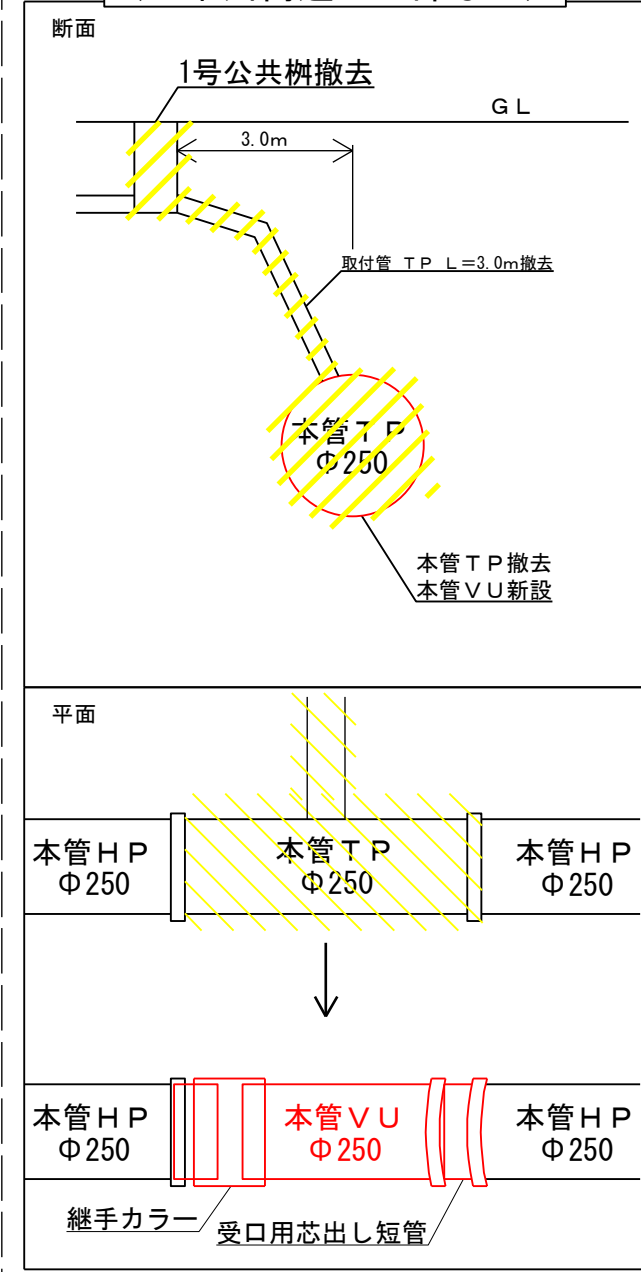 断面
1号公共桝撤去
GL
3.0m
取付管 TP L=3.0m撤去
本管TP
Φ250
本管TP撤去
本管VU新設
平面
本管HP
Φ250
本管TP
Φ250
本管HP
Φ250
本管HP
Φ250
本管VU
Φ250
本管HP
Φ250
継手カラー
受口用芯出し短管